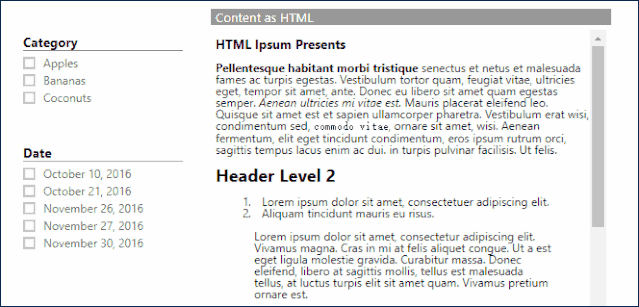 Content as HTML
Category
Apples
Bananas
Coconuts
Date
October 10, 2016
October 21, 2016
November 26, 2016
November 27, 2016
November 30, 2016
HTML Ipsum Presents
Pellentesque habitant morbi tristique senectus et netus et malesuada
fames ac turpis egestas. Vestibulum tortor quam, feugiat vitae, ultricies
eget, tempor sit amet, ante. Donec eu libero sit amet quam egestas
semper. Aenean ultricies mi vitae est. Mauris placerat eleifend leo.
Quisque sit amet est et sapien ullamcorper pharetra. Vestibulum erat wisi,
condimentum sed, commodo vitae, ornare sit amet, wisi. Aenean
fermentum, elit eget tincidunt condimentum, eros ipsum rutrum orci,
sagittis tempus lacus enim ac dui. in turpis pulvinar facilisis. Ut felis.
Header Level 2
1. Lorem ipsum dolor sit amet, consectetuer adipiscing elit.
2. Aliquam tincidunt mauris eu risus.
Lorem ipsum dolor sit amet, consectetur adipiscing elit.
Vivamus magna. Cras in mi at felis aliquet congue. Ut a est
eget ligula molestie gravida. Curabitur massa. Donec
eleifend, libero at sagittis mollis, tellus est malesuada
tellus, at luctus turpis elit sit amet quam. Vivamus pretium
ornare est.